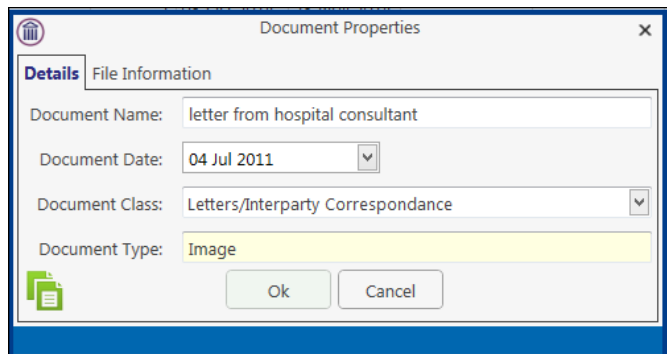 Document Properties
Details File Information
Document Name: letter from hospital consultant
Document Date: 04 Jul 2011
Document Class: Letters/Interparty Correspondance
Document Type: Image
Ok Cancel